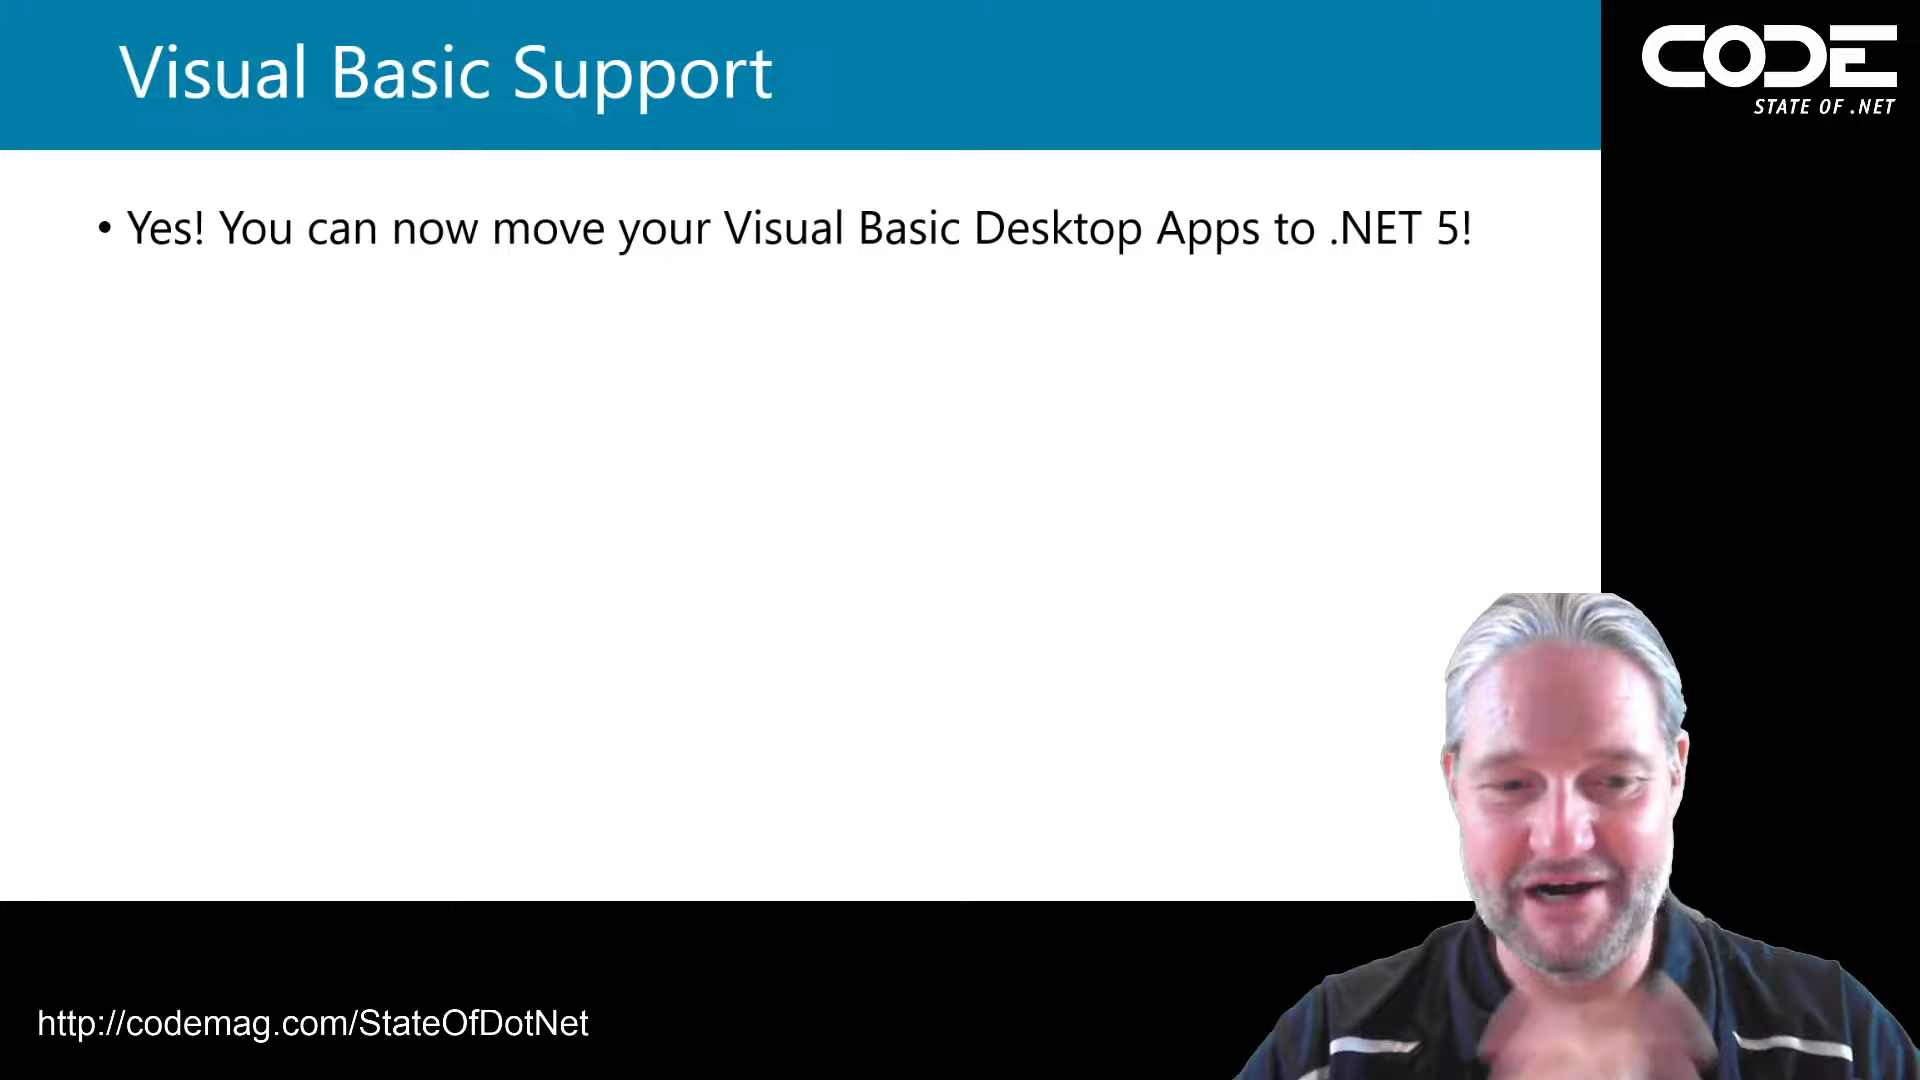 Visual Basic Support
CODE
STATE OF .NET
• Yes! You can now move your Visual Basic Desktop Apps to .NET 5!
http://codemag.com/StateOfDotNet